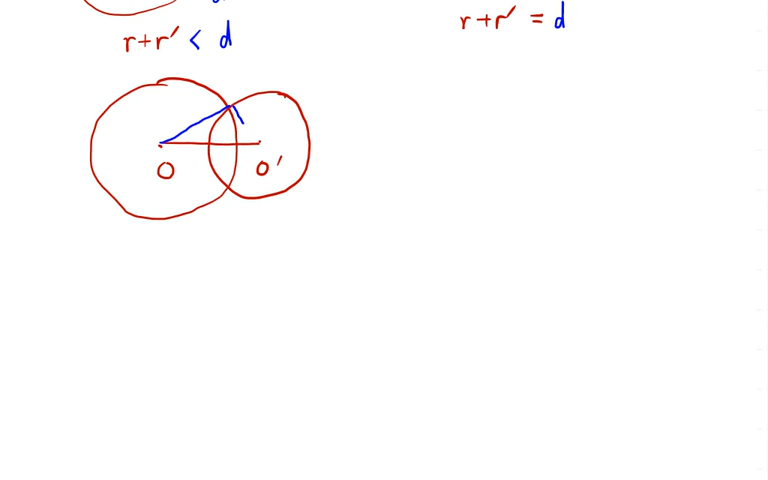 r+r′ < d
r+r′ = d
O
O′